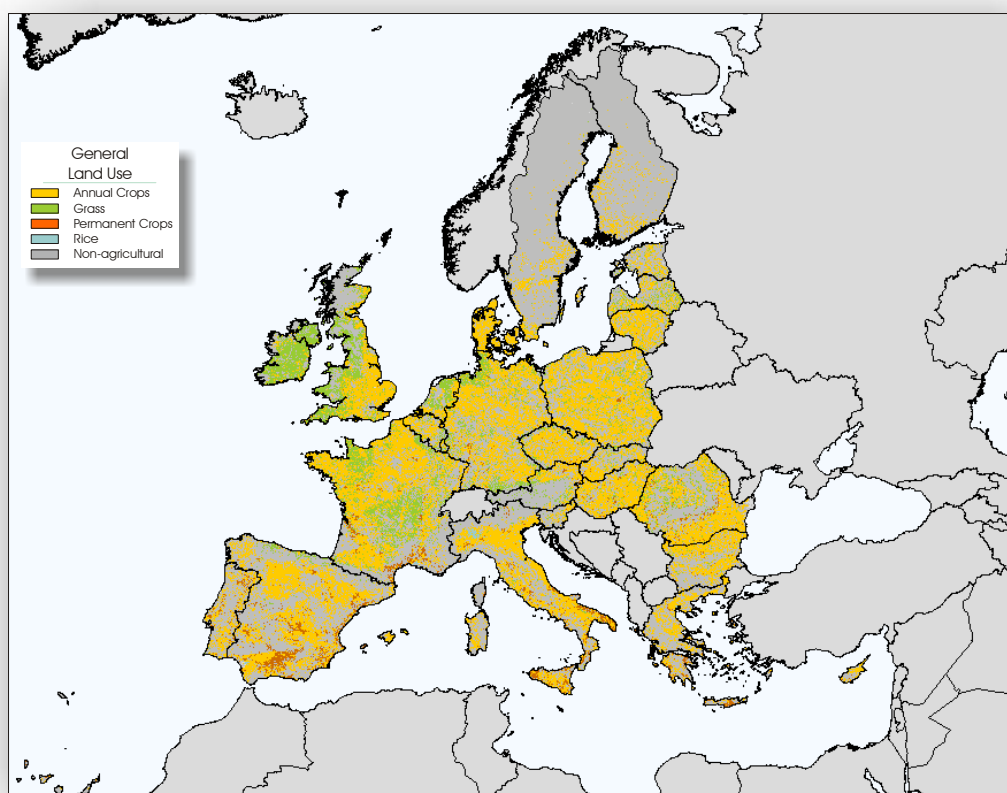 General
Land Use
Annual Crops
Grass
Permanent Crops
Rice
Non-agricultural